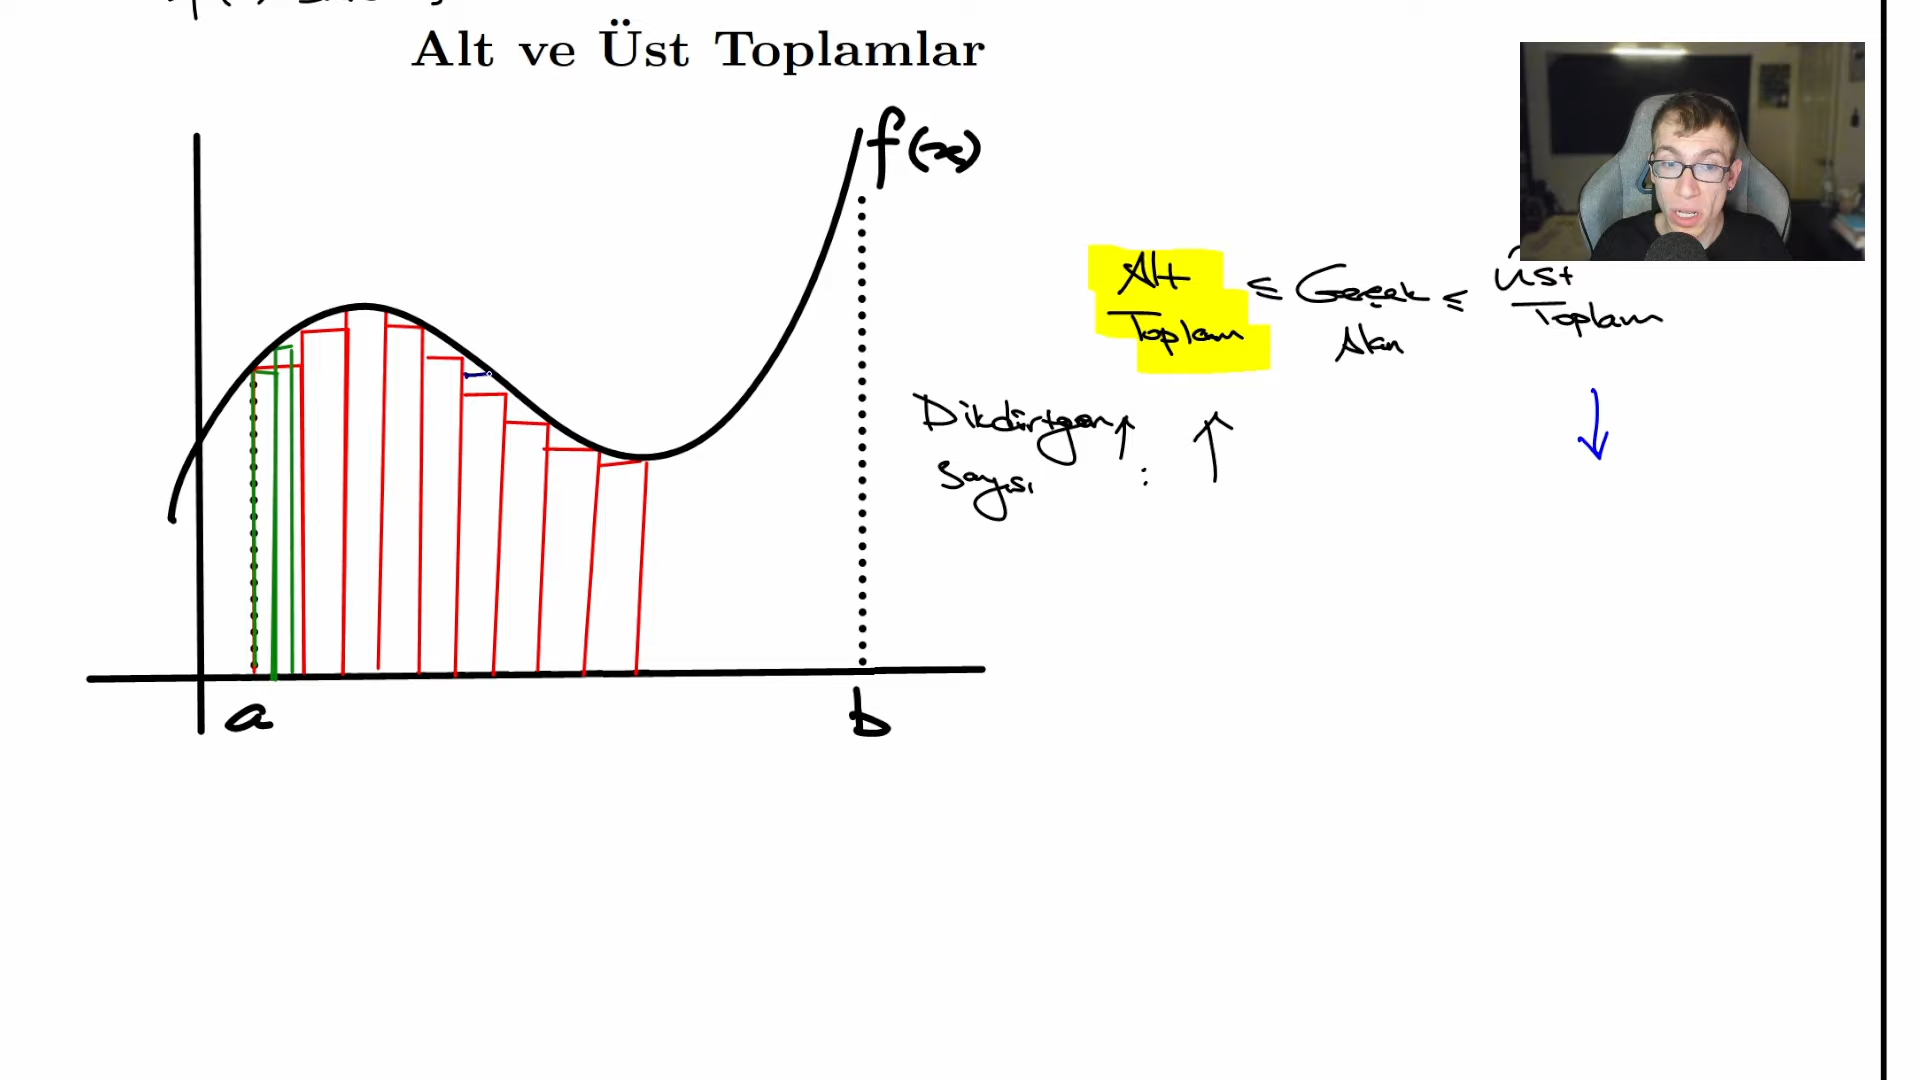 Alt ve Üst Toplamlar
f(x)
Alt Toplam ≤ Gerçek Alan ≤ Üst Toplam
Dikdörtgen ↑
Sayısı : ↑ ↓
a b